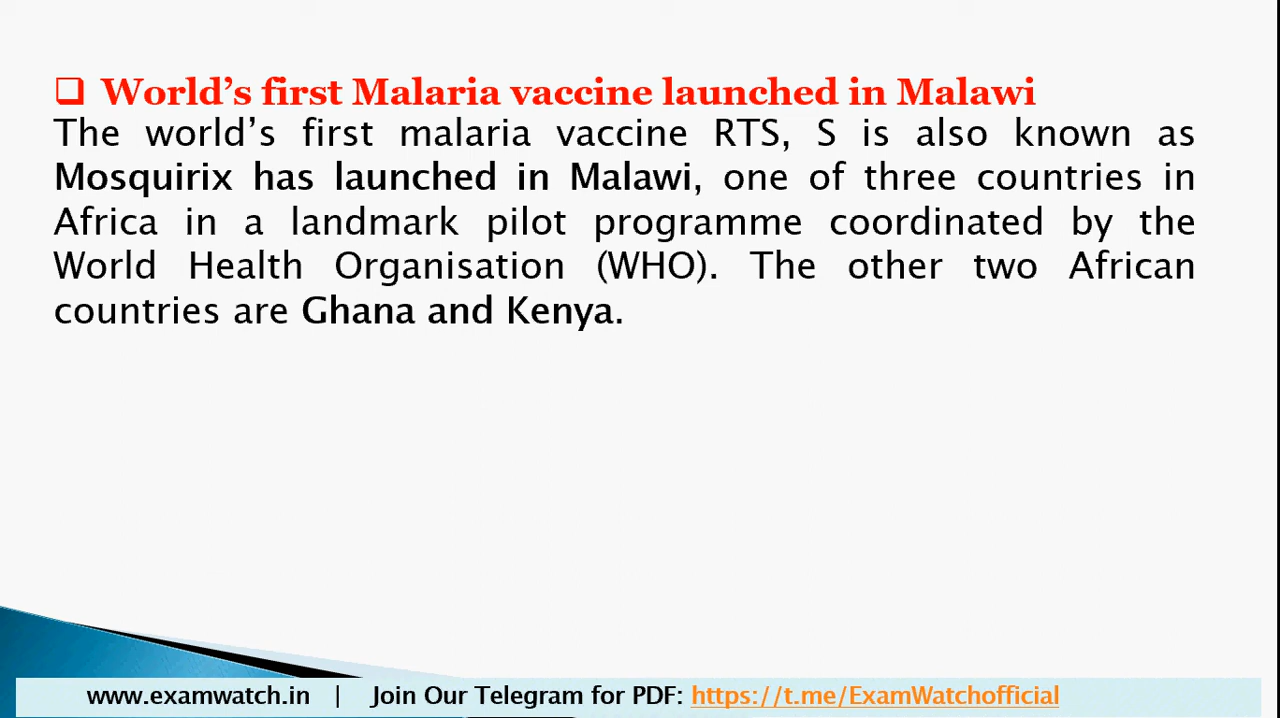 ❑ World’s first Malaria vaccine launched in Malawi
The world’s first malaria vaccine RTS, S is also known as
Mosquirix has launched in Malawi, one of three countries in
Africa in a landmark pilot programme coordinated by the
World Health Organisation (WHO). The other two African
countries are Ghana and Kenya.
www.examwatch.in | Join Our Telegram for PDF: https://t.me/ExamWatchofficial